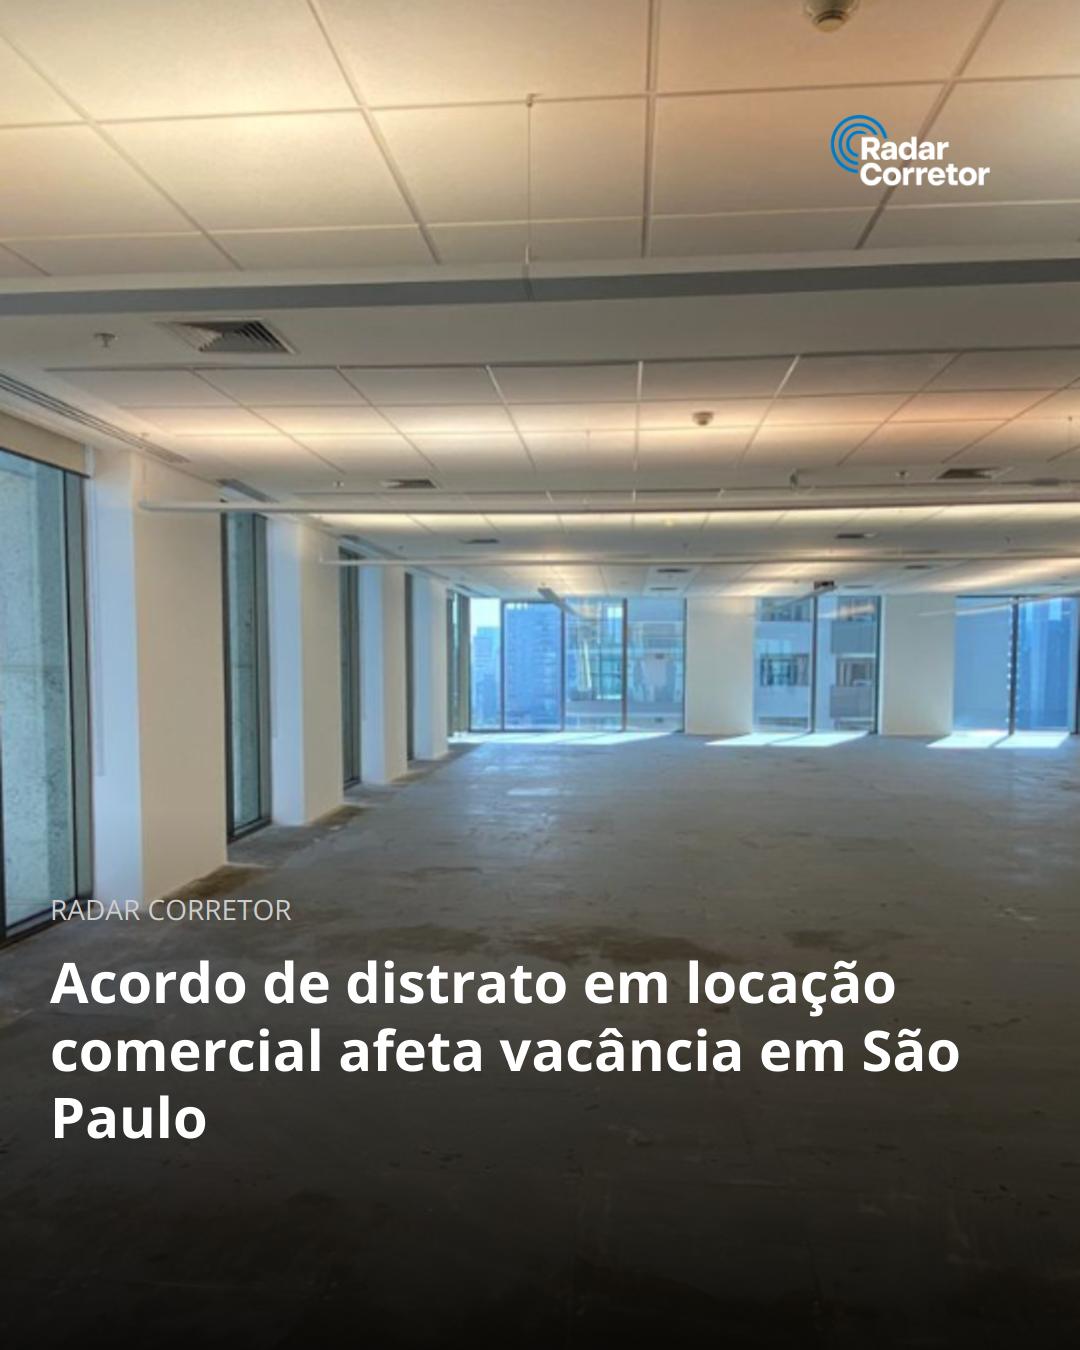 Radar
Corretor
RADAR CORRETOR
Acordo de distrato em locação
comercial afeta vacância em São
Paulo